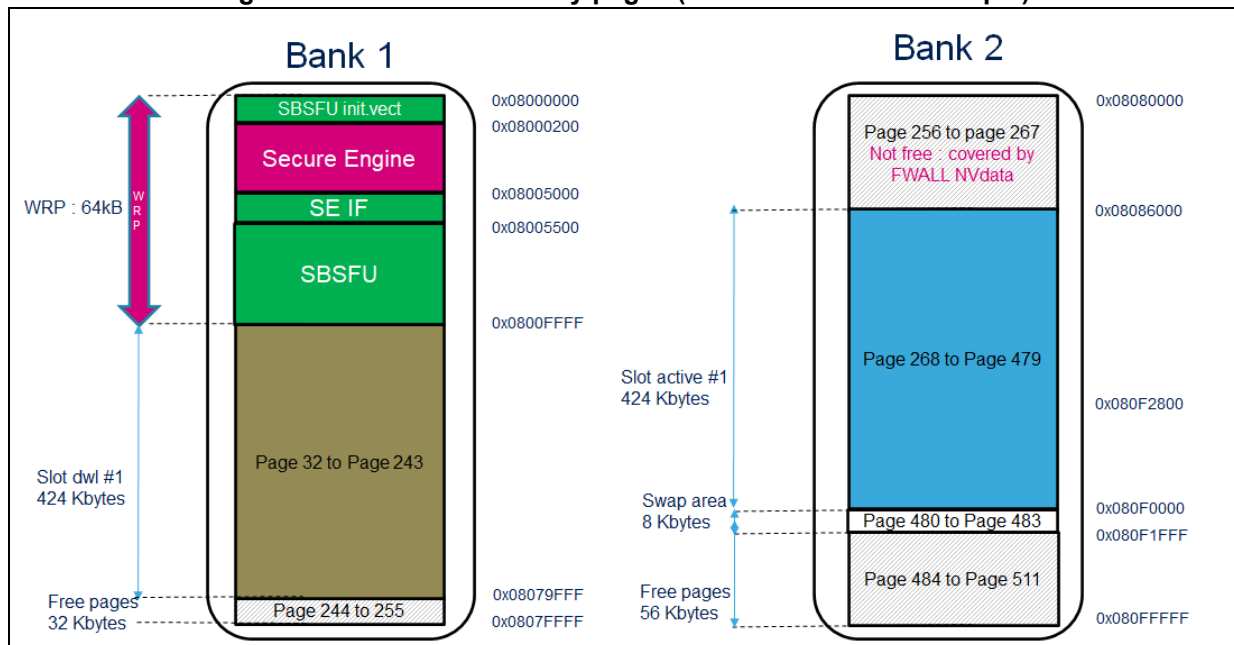 Bank 1
SBSFU init.vect
Secure Engine
SE IF
SBSFU
Page 32 to Page 243
Page 244 to 255
WRP : 64kB
WRP
Slot dwl #1
424 Kbytes
Free pages
32 Kbytes
0x08000000
0x08000200
0x08005000
0x08005500
0x0800FFFF
0x08079FFF
0x0807FFFF
Bank 2
Page 256 to page 267
Not free : covered by
FWALL NVdata
Page 268 to Page 479
Page 480 to Page 483
Page 484 to Page 511
Slot active #1
424 Kbytes
Swap area
8 Kbytes
Free pages
56 Kbytes
0x08080000
0x08086000
0x080F2800
0x080F0000
0x080F1FFF
0x080FFFFF